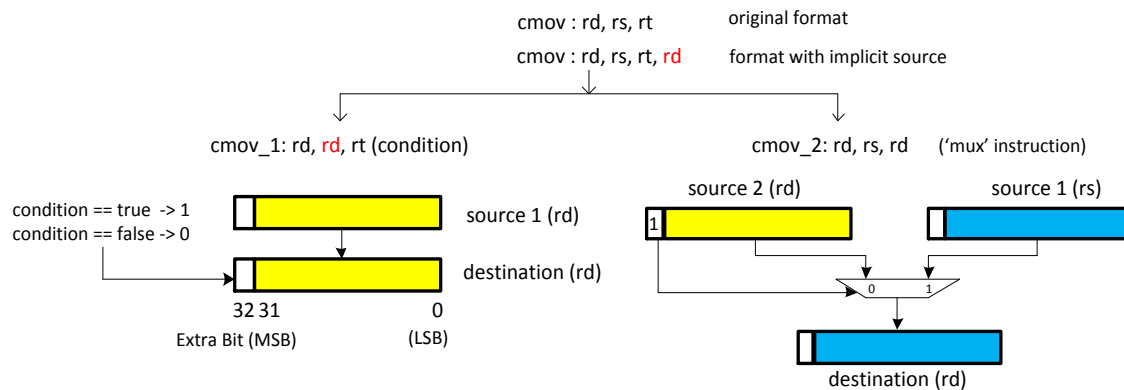 cmov : rd, rs, rt original format
cmov : rd, rs, rt, rd format with implicit source
cmov_1: rd, rd, rt (condition)
cmov_2: rd, rs, rd ('mux' instruction)
condition == true -> 1
condition == false -> 0
source 1 (rd)
destination (rd)
32 31 0
Extra Bit (MSB) (LSB)
source 2 (rd) source 1 (rs)
1
0 1
destination (rd)